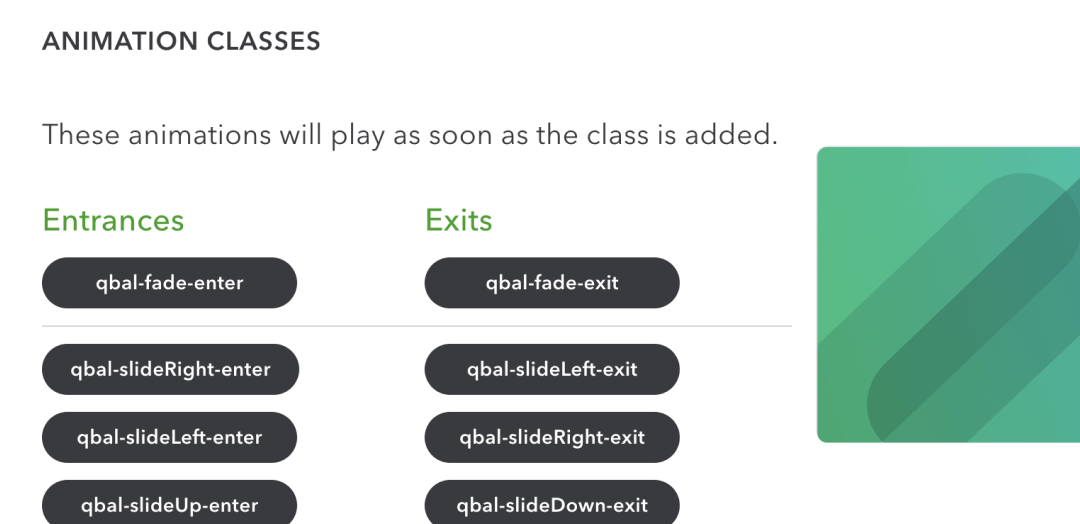 ANIMATION CLASSES
These animations will play as soon as the class is added.
Entrances
Exits
qbal-fade-enter
qbal-fade-exit
qbal-slideRight-enter
qbal-slideLeft-exit
qbal-slideLeft-enter
qbal-slideRight-exit
qbal-slideUp-enter
qbal-slideDown-exit